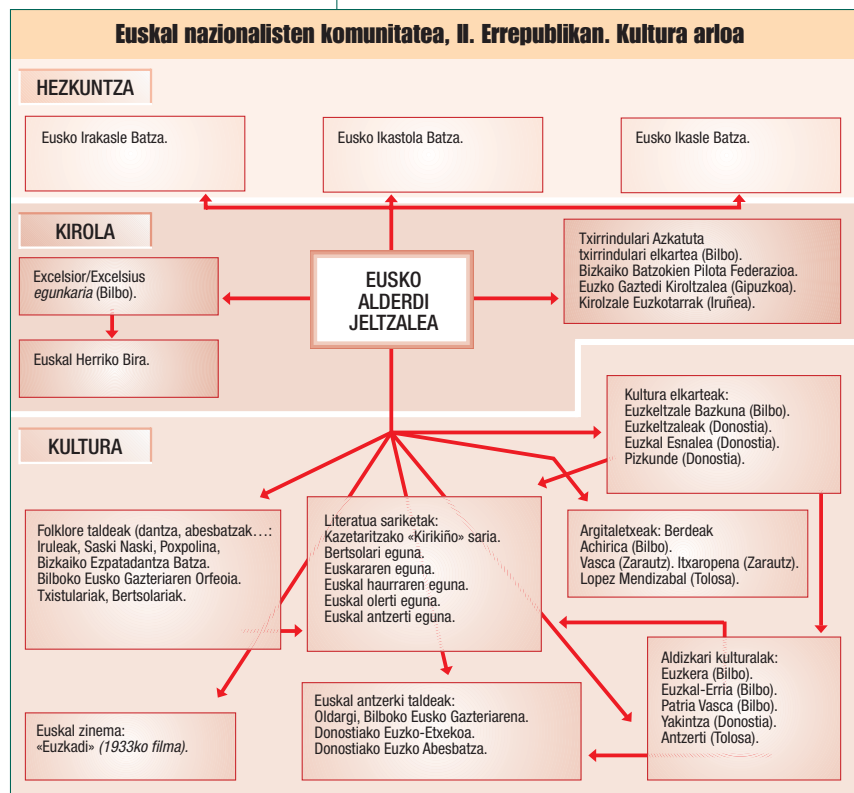 Euskal nazionalisten komunitatea, II. Errepublikan. Kultura arloa
HEZKUNTZA
Eusko Irakasle Batza.
Eusko Ikastola Batza.
Eusko Ikasle Batza.
KIROLA
Excelsior/Excelsius
egunkaria (Bilbo).
Euskal Herriko Bira.
EUSKO
ALDERDI
JELTZALEA
Txirrindulari Azkatuta
txirrindulari elkartea (Bilbo).
Bizkaiko Batzokien Pilota Federazioa.
Euzko Gaztedi Kiroltzalea (Gipuzkoa).
Kirolzale Euzkotarrak (Iruñea).
KULTURA
Kultura elkarteak:
Euzkeltzale Bazkuna (Bilbo).
Euzkeltzaleak (Donostia).
Euzkal Esnalea (Donostia).
Pizkunde (Donostia).
Folklore taldeak (dantza, abesbatzak…:
Iruleak, Saski Naski, Poxpolina,
Bizkaiko Ezpatadantza Batza.
Bilboko Eusko Gazteriaren Orfeoia.
Txistulariak, Bertsolariak.
Literatua sariketak:
Kazetaritzako «Kirikiño» saria.
Bertsolari eguna.
Euskararen eguna.
Euskal haurraren eguna.
Euskal olerti eguna.
Euskal antzerti eguna.
Argitaletxeak: Berdeak
Achirica (Bilbo).
Vasca (Zarautz). Itxaropena (Zarautz).
Lopez Mendizabal (Tolosa).
Euskal zinema:
«Euzkadi» (1933ko filma).
Euskal antzerki taldeak:
Oldargi, Bilboko Eusko Gazteriarena.
Donostiako Euzko-Etxekoa.
Donostiako Euzko Abesbatza.
Aldizkari kulturalak:
Euzkera (Bilbo).
Euzkal-Erria (Bilbo).
Patria Vasca (Bilbo).
Yakintza (Donostia).
Antzerti (Tolosa).